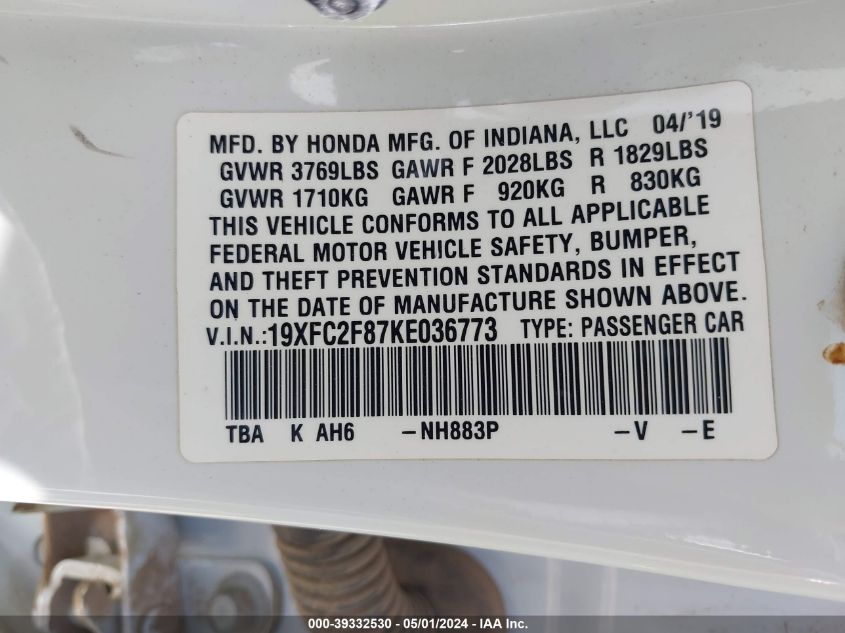 MFD. BY HONDA MFG. OF INDIANA, LLC 04/'19
GVWR 3769LBS GAWR F 2028LBS R 1829LBS
GVWR 1710KG GAWR F 920KG R 830KG
THIS VEHICLE CONFORMS TO ALL APPLICABLE
FEDERAL MOTOR VEHICLE SAFETY, BUMPER,
AND THEFT PREVENTION STANDARDS IN EFFECT
ON THE DATE OF MANUFACTURE SHOWN ABOVE.
V.I.N.:19XFC2F87KE036773 TYPE: PASSENGER CAR
TBA K AH6 –NH883P –V –E
000-39332530 - 05/01/2024 - IAA Inc.